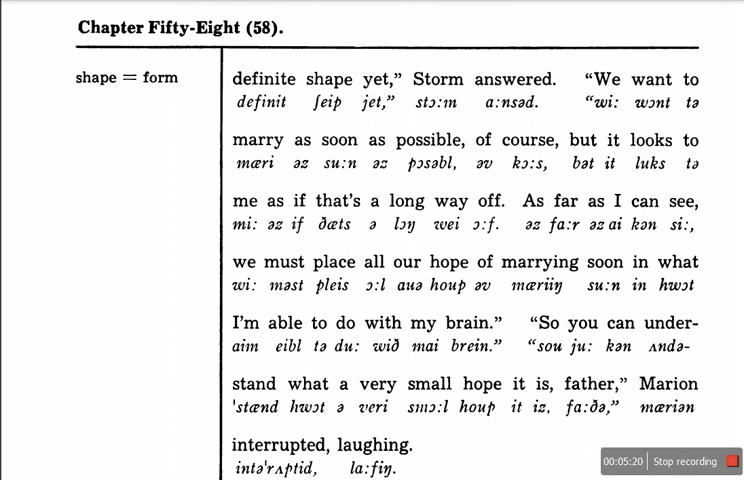 Chapter Fifty-Eight (58).
shape = form
definite shape yet,” Storm answered. “We want to
definit ʃeip jet,” stɔ:m a:nsəd. “wi: wɔnt tə
marry as soon as possible, of course, but it looks to
mæri əz su:n əz pɔsəbl, əv kɔ:s, bət it luks tə
me as if that’s a long way off. As far as I can see,
mi: əz if ðæts ə lɔŋ wei ɔ:f. əz fa:r əz ai kən si:,
we must place all our hope of marrying soon in what
wi: məst pleis ɔ:l auə houp əv mæriiŋ su:n in hwɔt
I’m able to do with my brain.” “So you can under-
aim eibl tə du: wið mai brein.” “sou ju: kən ʌndə-
stand what a very small hope it is, father,” Marion
'stænd hwɔt ə veri smɔ:l houp it iz, fa:ðə,” mæriən
interrupted, laughing.
intə'rʌptid, la:fiŋ.
00:05:20 Stop recording